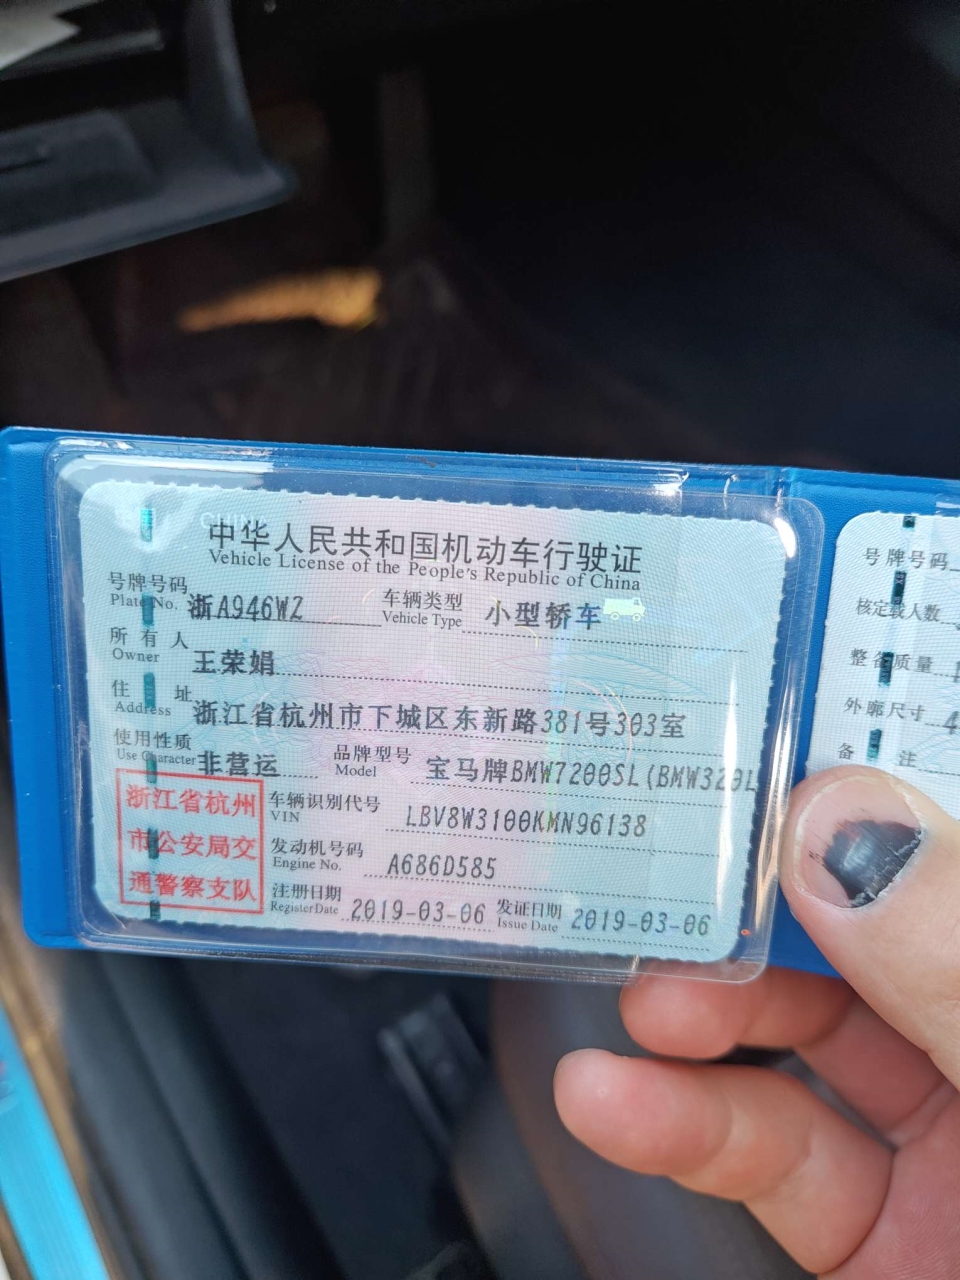 中华人民共和国机动车行驶证
Vehicle License of the People's Republic of China
号牌号码 浙A946WZ 车辆类型 小型轿车
Plate No. Vehicle Type
所有人 王荣娟
Owner
住址 浙江省杭州市下城区东新路381号303室
Address
使用性质 非营运 品牌型号 宝马牌BMW7200SL(BMW320L
Use Character Model
浙江省杭州
市公安局交
通警察支队
车辆识别代号 LBV8W3100KMN96138
VIN
发动机号码 A686D585
Engine No.
注册日期 2019-03-06 发证日期 2019-03-06
Register Date Issue Date
号牌号码
核定载人数
整备质量
外廓尺寸 4
备注